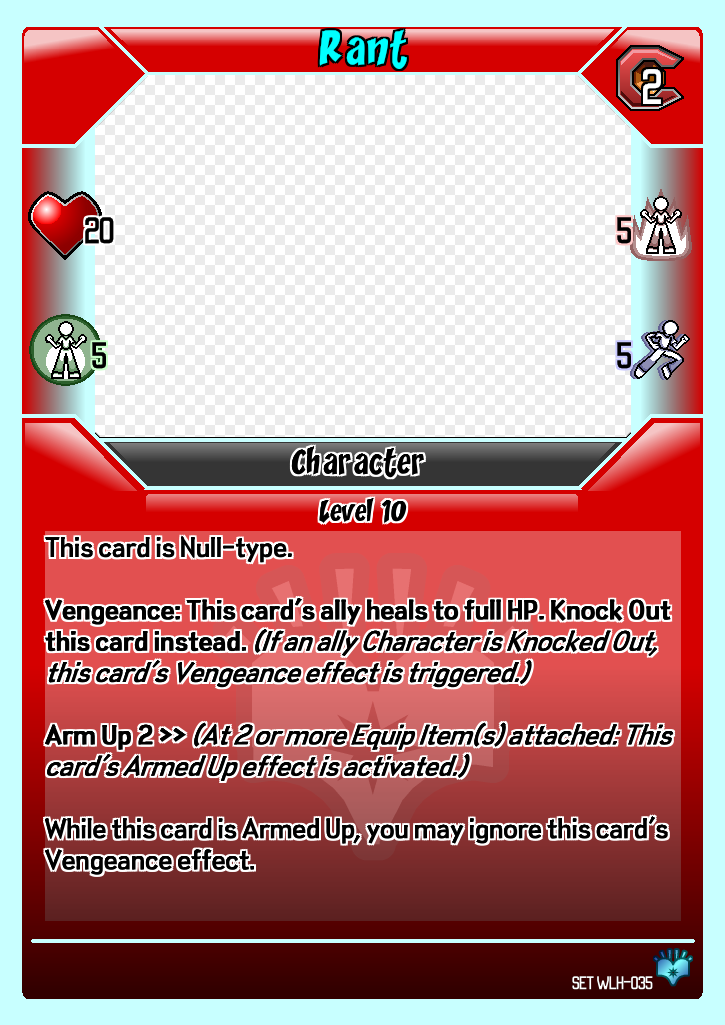 Rant
2
20
5
5
5
Character
Level 10
This card is Null-type.
Vengeance: This card's ally heals to full HP. Knock Out
this card instead. (If an ally Character is Knocked Out,
this card's Vengeance effect is triggered.)
Arm Up 2 >> (At 2 or more Equip Item(s) attached: This
card's Armed Up effect is activated.)
While this card is Armed Up, you may ignore this card's
Vengeance effect.
SET WLH-035